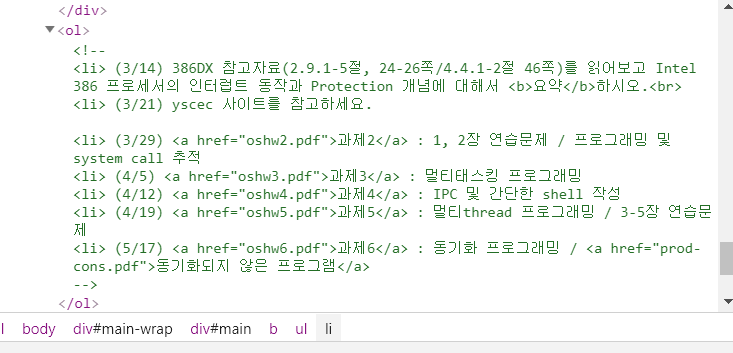 </div>
▼<ol>
<!--
<li> (3/14) 386DX 참고자료(2.9.1-5절, 24-26쪽/4.4.1-2절 46쪽)를 읽어보고 Intel
386 프로세서의 인터럽트 동작과 Protection 개념에 대해서 <b>요약</b>하시오.<br>
<li> (3/21) yscec 사이트를 참고하세요.
<li> (3/29) <a href="oshw2.pdf">과제2</a> : 1, 2장 연습문제 / 프로그래밍 및
system call 추적
<li> (4/5) <a href="oshw3.pdf">과제3</a> : 멀티태스킹 프로그래밍
<li> (4/12) <a href="oshw4.pdf">과제4</a> : IPC 및 간단한 shell 작성
<li> (4/19) <a href="oshw5.pdf">과제5</a> : 멀티thread 프로그래밍 / 3-5장 연습문
제
<li> (5/17) <a href="oshw6.pdf">과제6</a> : 동기화 프로그래밍 / <a href="prod-
cons.pdf">동기화되지 않은 프로그램</a>
-->
</ol>
l body div#main-wrap div#main b ul li